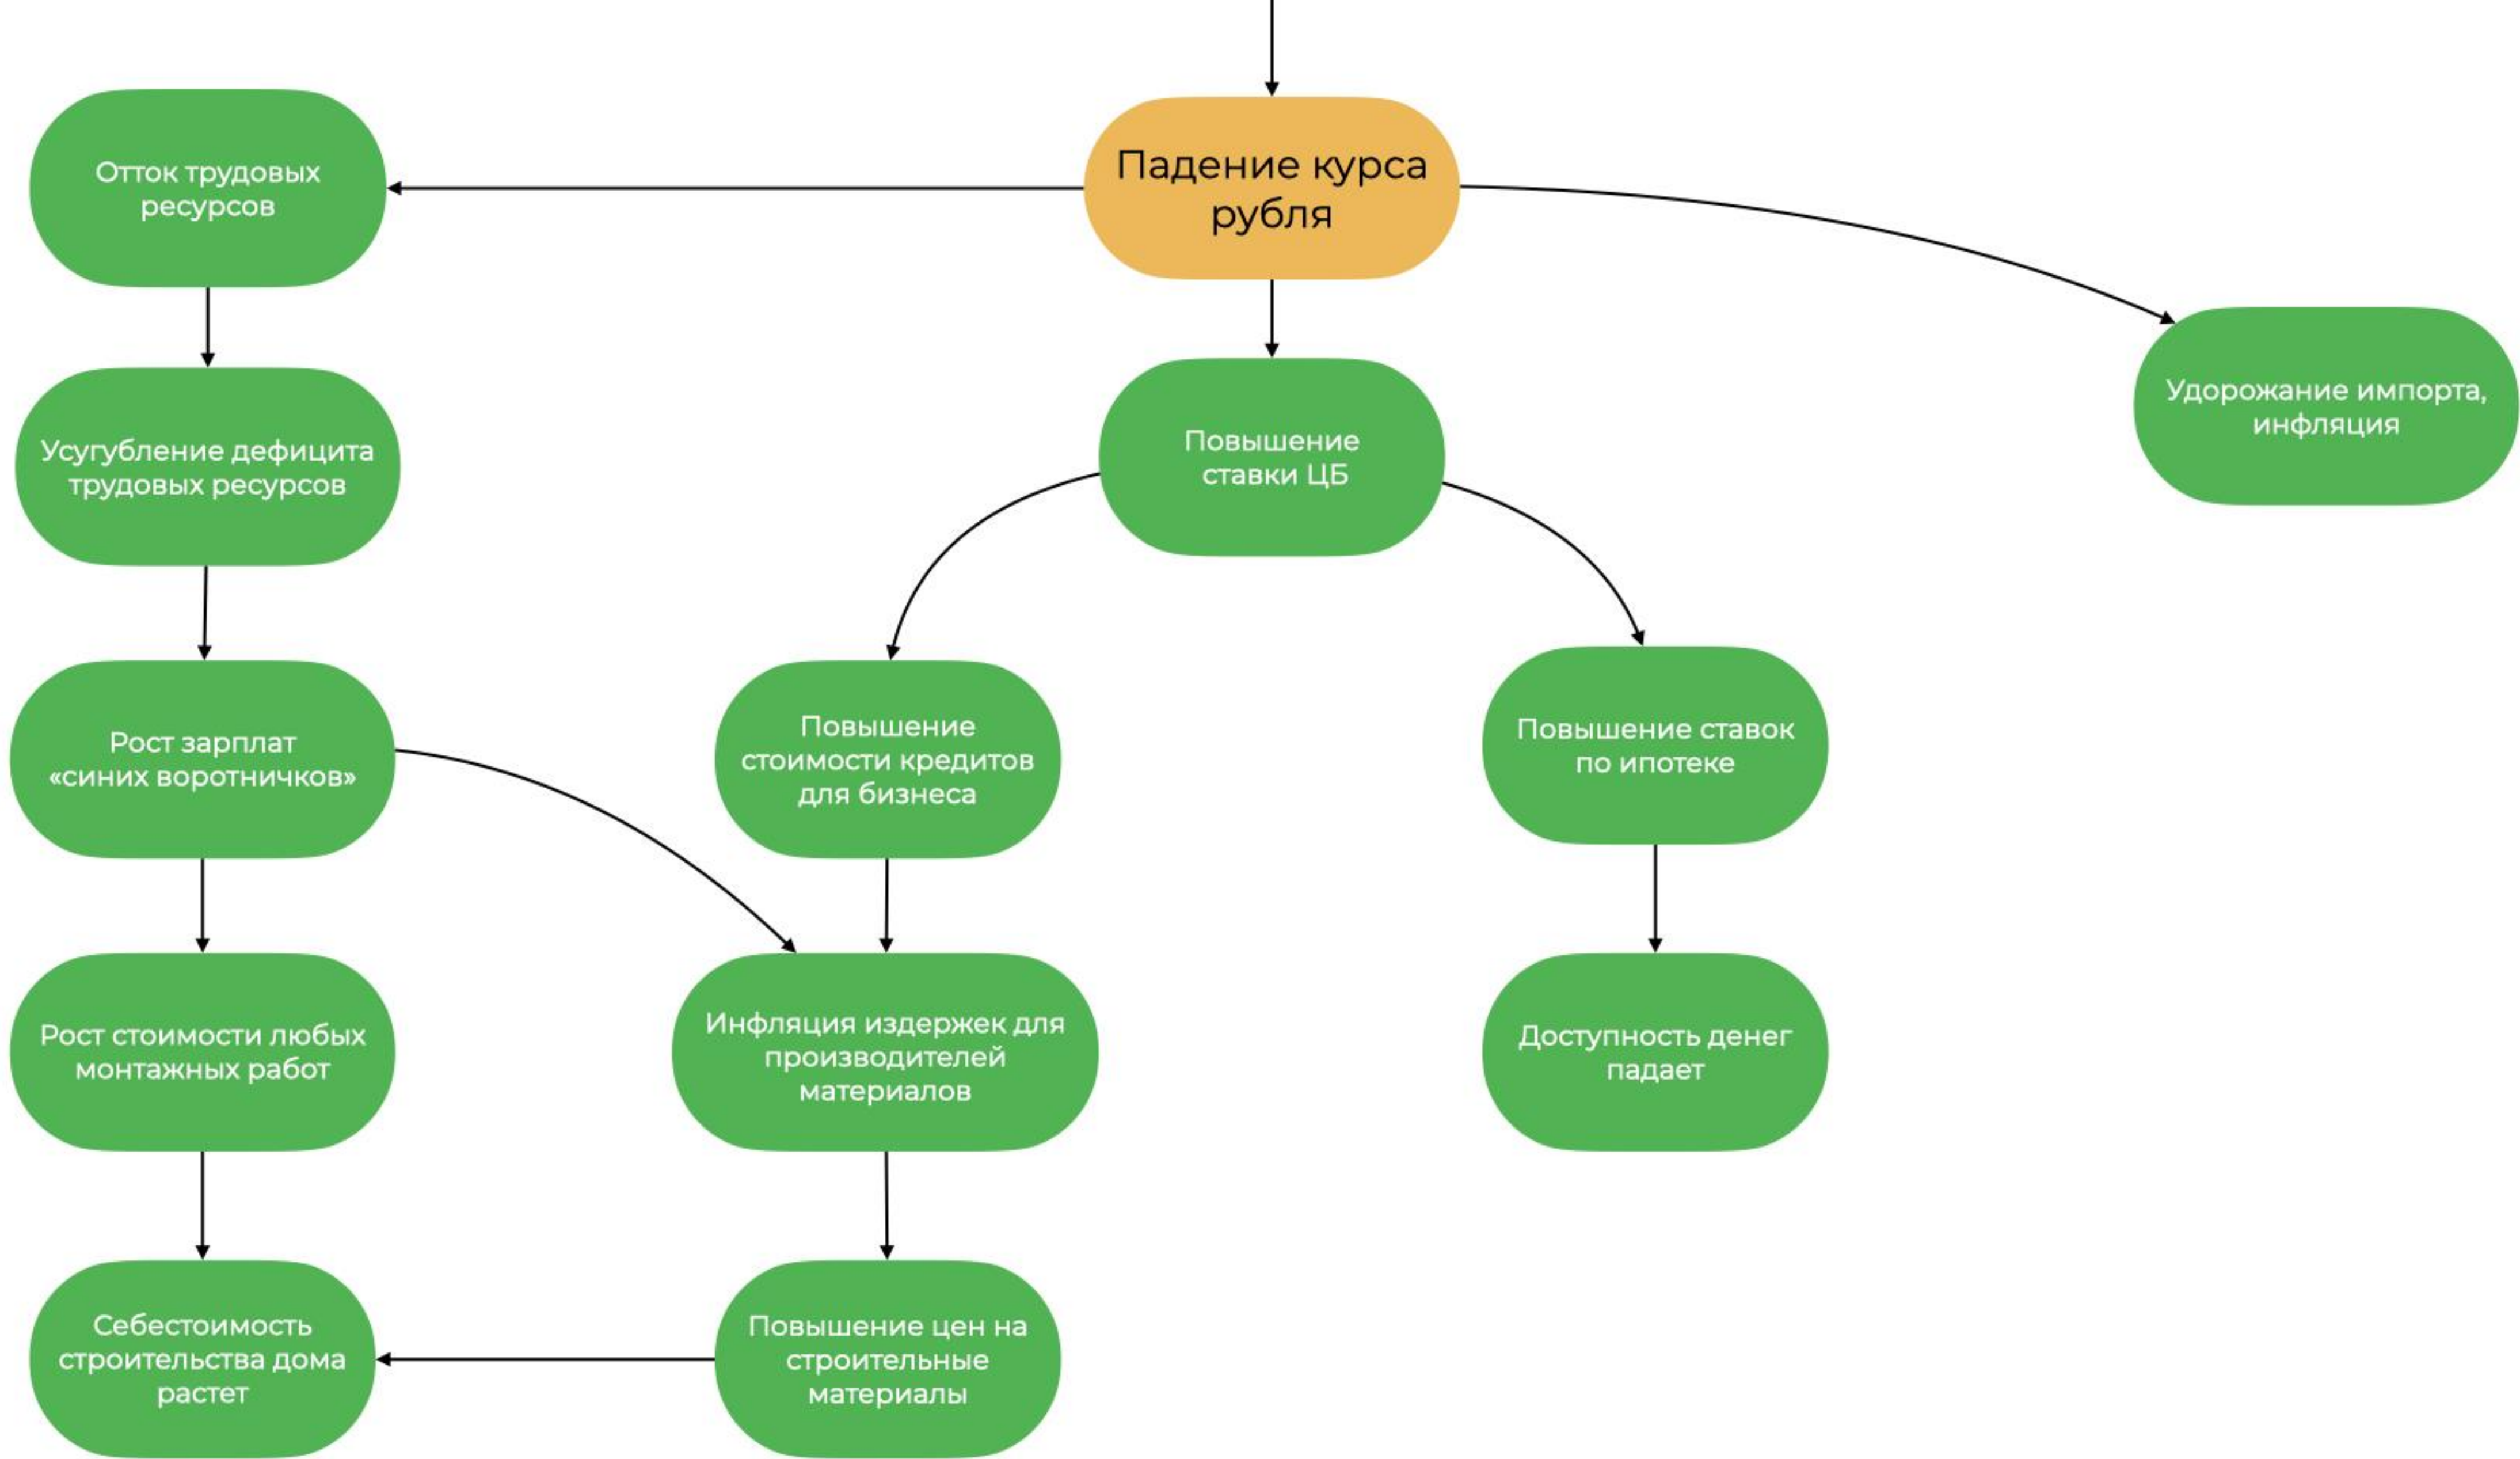 Падение курса
рубля
Отток трудовых
ресурсов
Удорожание импорта,
инфляция
Повышение
ставки ЦБ
Усугубление дефицита
трудовых ресурсов
Рост зарплат
«синих воротничков»
Повышение
стоимости кредитов
для бизнеса
Повышение ставок
по ипотеке
Рост стоимости любых
монтажных работ
Инфляция издержек для
производителей
материалов
Доступность денег
падает
Себестоимость
строительства дома
растет
Повышение цен на
строительные
материалы